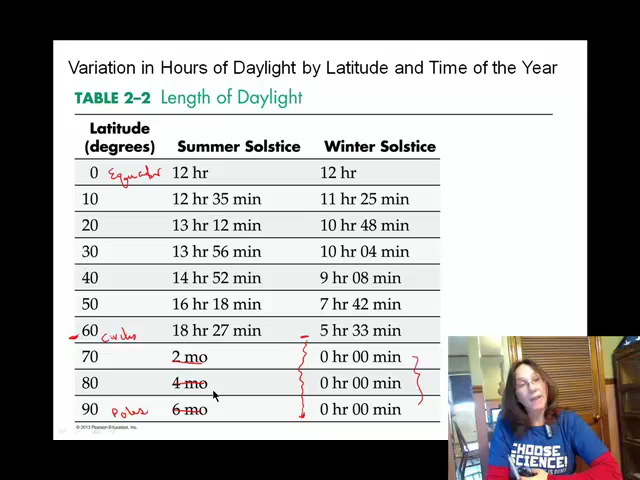 Variation in Hours of Daylight by Latitude and Time of the Year
TABLE 2–2 Length of Daylight
Latitude (degrees) Summer Solstice Winter Solstice
0 Equator 12 hr 12 hr
10 12 hr 35 min 11 hr 25 min
20 13 hr 12 min 10 hr 48 min
30 13 hr 56 min 10 hr 04 min
40 14 hr 52 min 9 hr 08 min
50 16 hr 18 min 7 hr 42 min
60 Circles 18 hr 27 min 5 hr 33 min
70 2 mo 0 hr 00 min
80 4 mo 0 hr 00 min
90 Poles 6 mo 0 hr 00 min
© 2013 Pearson Education, Inc.
CHOOSE
SCIENCE!